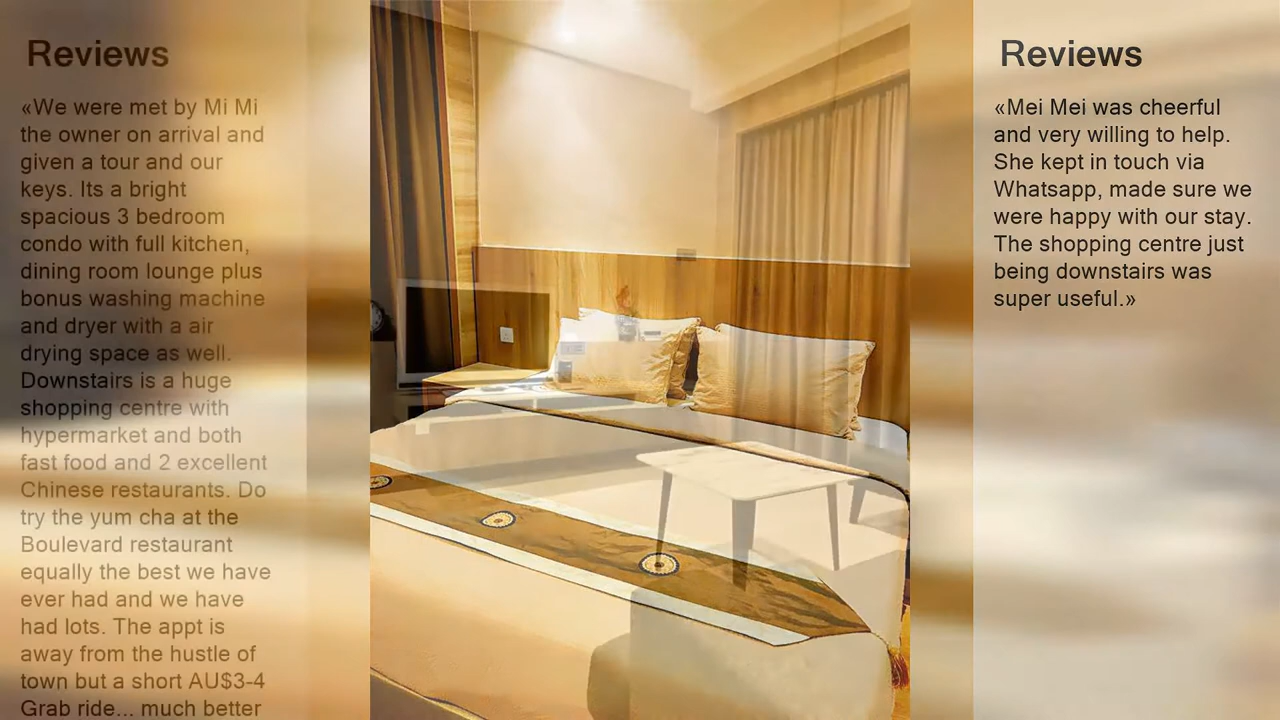 Reviews
«We were met by Mi Mi
the owner on arrival and
given a tour and our
keys. Its a bright
spacious 3 bedroom
condo with full kitchen,
dining room lounge plus
bonus washing machine
and dryer with a air
drying space as well.
Downstairs is a huge
shopping centre with
hypermarket and both
fast food and 2 excellent
Chinese restaurants. Do
try the yum cha at the
Boulevard restaurant
equally the best we have
ever had and we have
had lots. The appt is
away from the hustle of
town but a short AU$3-4
Grab ride... much better
Reviews
«Mei Mei was cheerful
and very willing to help.
She kept in touch via
Whatsapp, made sure we
were happy with our stay.
The shopping centre just
being downstairs was
super useful.»